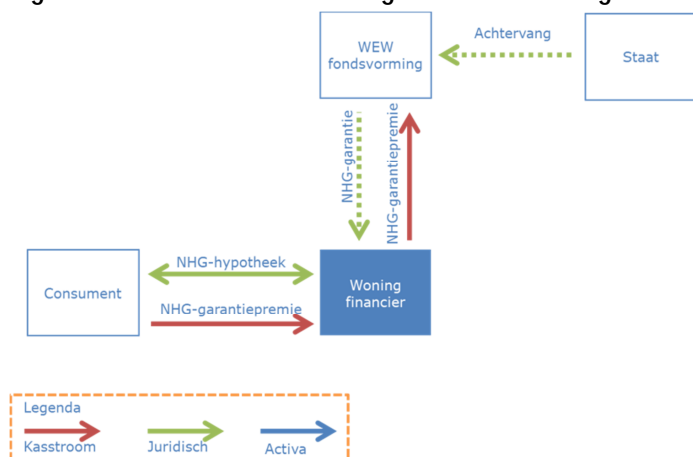 WEW
fondsvorming
Achtervang
Staat
NHG-garantie
NHG-garantiepremie
Consument
NHG-hypotheek
NHG-garantiepremie
Woning
financier
Legenda
Kasstroom
Juridisch
Activa